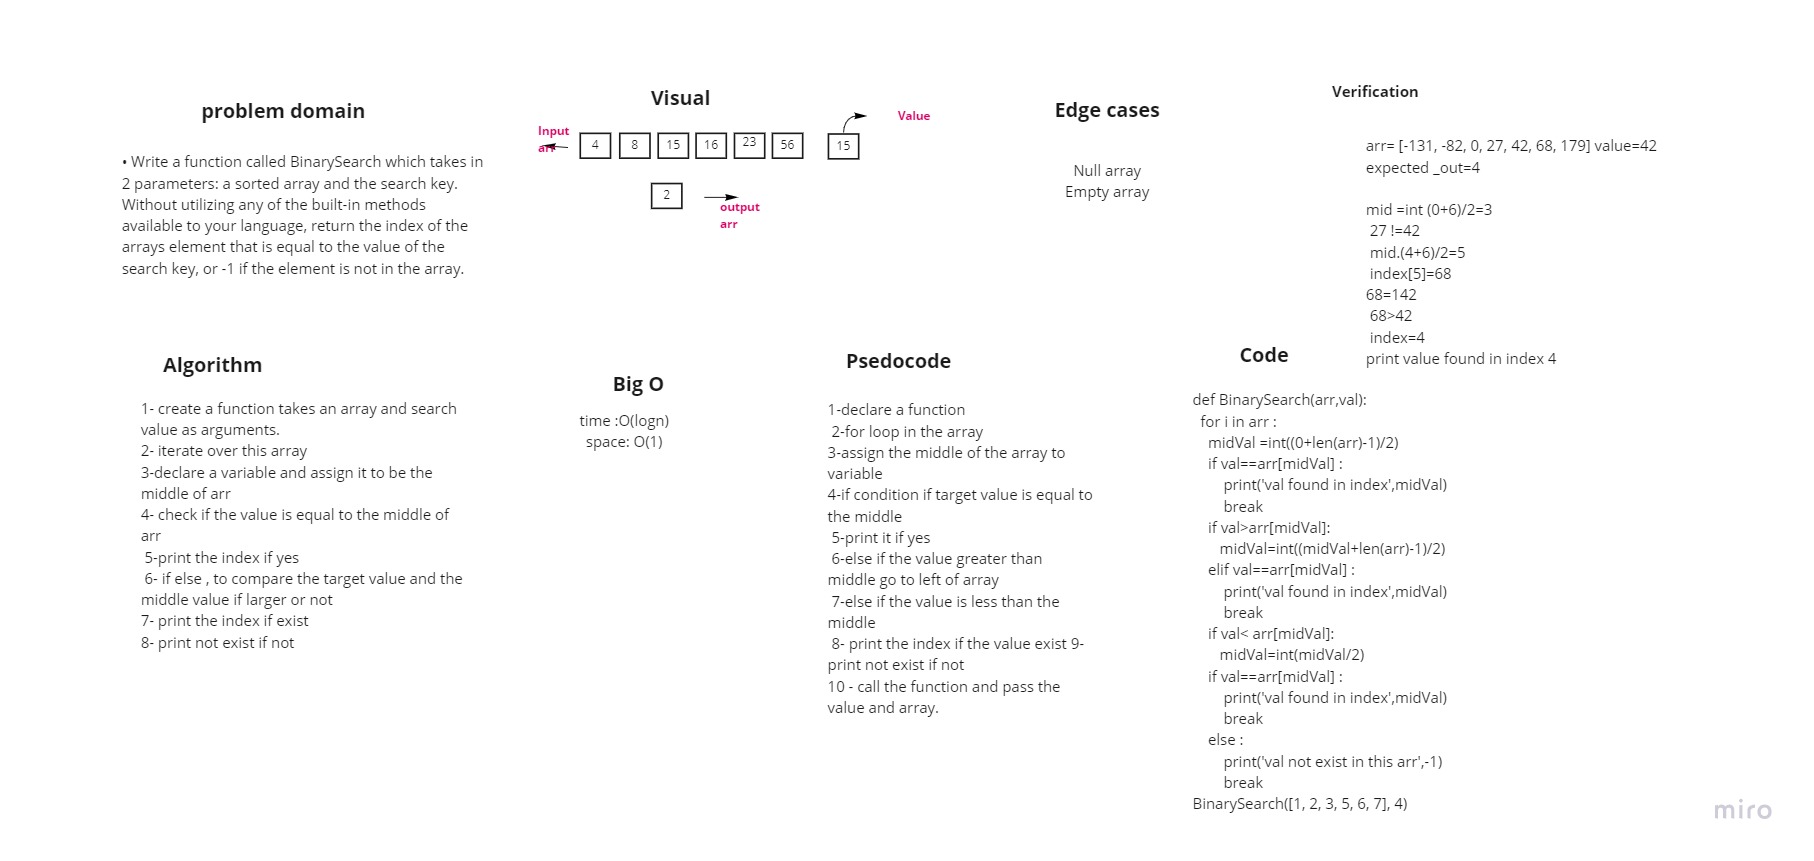 problem domain
• Write a function called BinarySearch which takes in
2 parameters: a sorted array and the search key.
Without utilizing any of the built-in methods
available to your language, return the index of the
arrays element that is equal to the value of the
search key, or -1 if the element is not in the array.
Visual
Input
arr
4 8 15 16 23 56
15
Value
2
output
arr
Edge cases
Null array
Empty array
Verification
arr= [-131, -82, 0, 27, 42, 68, 179] value=42
expected _out=4
mid =int (0+6)/2=3
27 !=42
mid.(4+6)/2=5
index[5]=68
68=142
68>42
index=4
print value found in index 4
Algorithm
1- create a function takes an array and search
value as arguments.
2- iterate over this array
3-declare a variable and assign it to be the
middle of arr
4- check if the value is equal to the middle of
arr
5-print the index if yes
6- if else , to compare the target value and the
middle value if larger or not
7- print the index if exist
8- print not exist if not
Big O
time :O(logn)
space: O(1)
Psedocode
1-declare a function
2-for loop in the array
3-assign the middle of the array to
variable
4-if condition if target value is equal to
the middle
5-print it if yes
6-else if the value greater than
middle go to left of array
7-else if the value is less than the
middle
8- print the index if the value exist 9-
print not exist if not
10 - call the function and pass the
value and array.
Code
def BinarySearch(arr,val):
for i in arr :
midVal =int((0+len(arr)-1)/2)
if val==arr[midVal] :
print('val found in index',midVal)
break
if val>arr[midVal]:
midVal=int((midVal+len(arr)-1)/2)
elif val==arr[midVal] :
print('val found in index',midVal)
break
if val< arr[midVal]:
midVal=int(midVal/2)
if val==arr[midVal] :
print('val found in index',midVal)
break
else :
print('val not exist in this arr',-1)
break
BinarySearch([1, 2, 3, 5, 6, 7], 4)
miro